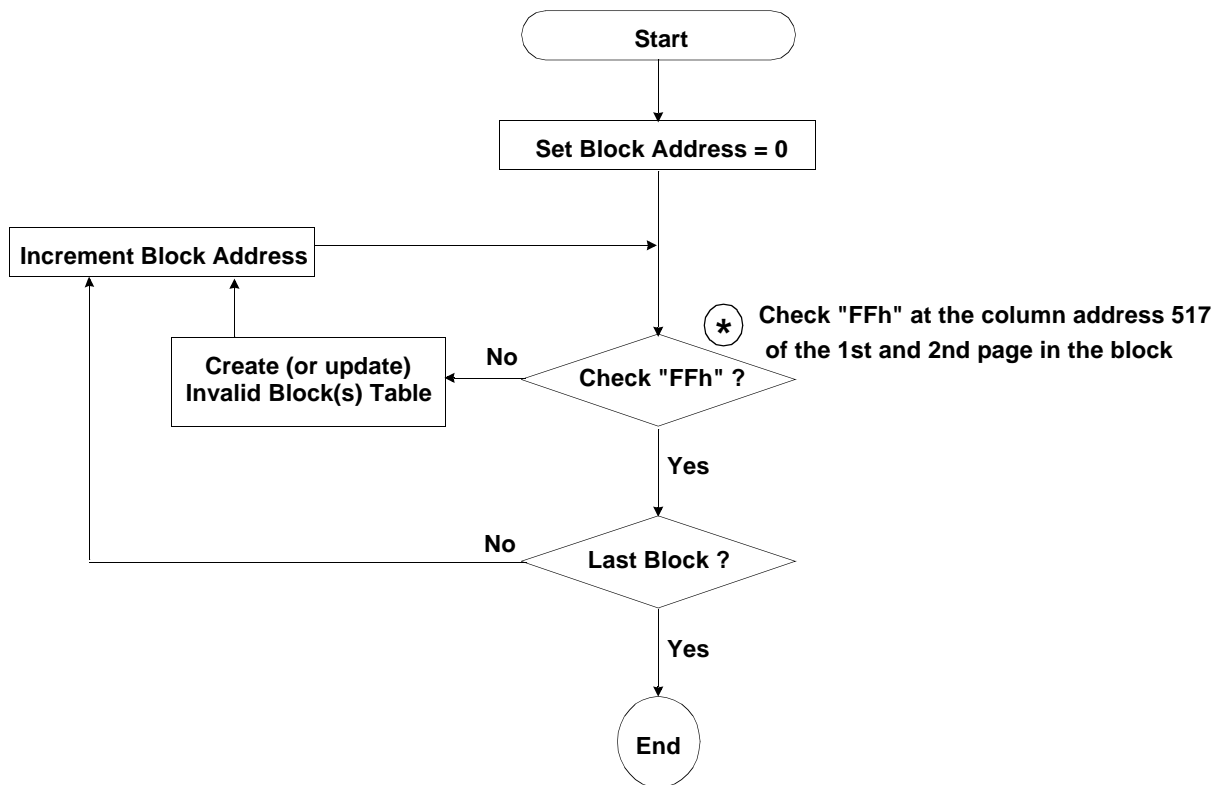 Start
Set Block Address = 0
Increment Block Address
* Check "FFh" at the column address 517
of the 1st and 2nd page in the block
No
Create (or update)
Invalid Block(s) Table
Check "FFh" ?
Yes
No
Last Block ?
Yes
End